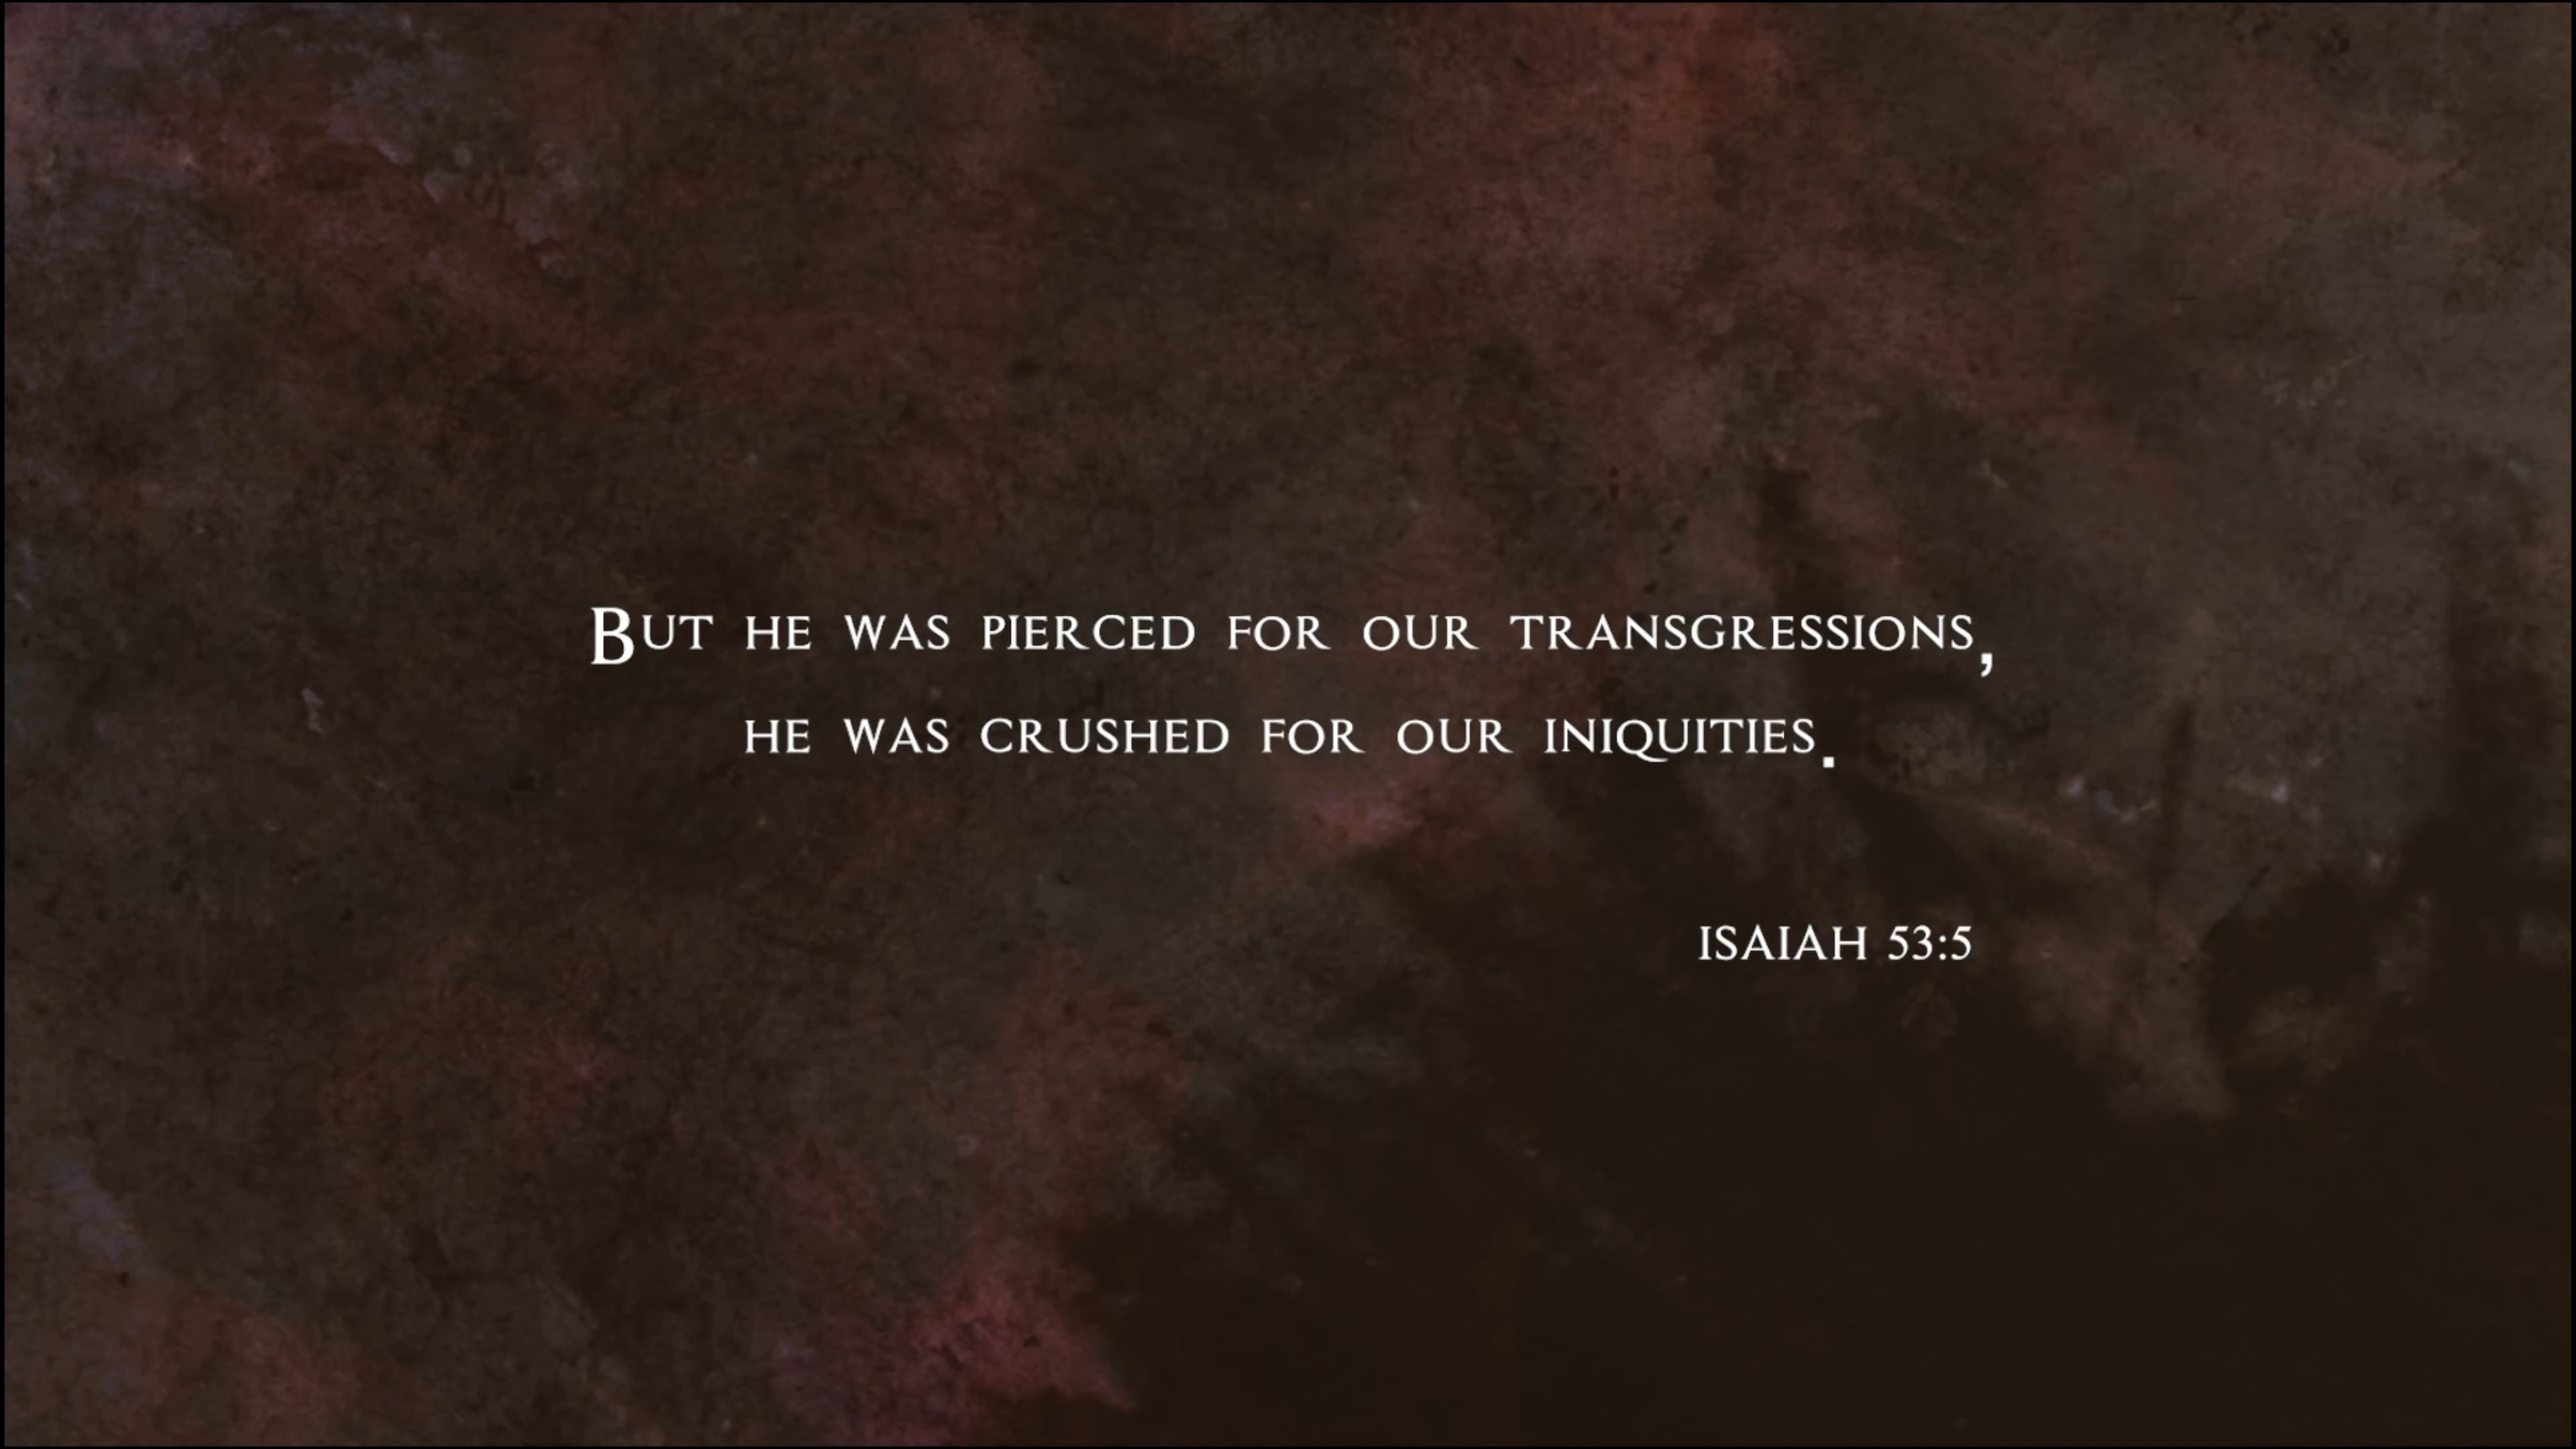 But he was pierced for our transgressions,
he was crushed for our iniquities.
ISAIAH 53:5